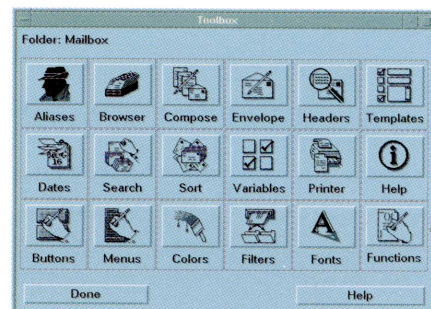 Toolbox
Folder: Mailbox
Aliases Browser Compose Envelope Headers Templates
Dates Search Sort Variables Printer Help
Buttons Menus Colors Filters Fonts Functions
Done Help